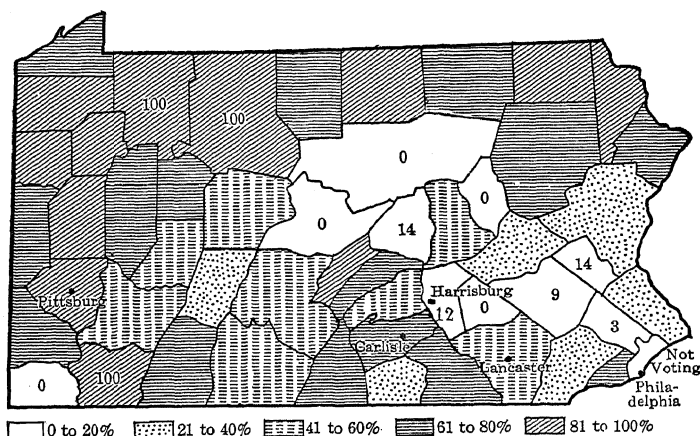 100
100
0
0
0
14
14
Pittsburg
Harrisburg
12
0
9
3
Carlisle
Lancaster
Not
Voting
Phila-
delphia
0
100
0 to 20% 21 to 40% 41 to 60% 61 to 80% 81 to 100%